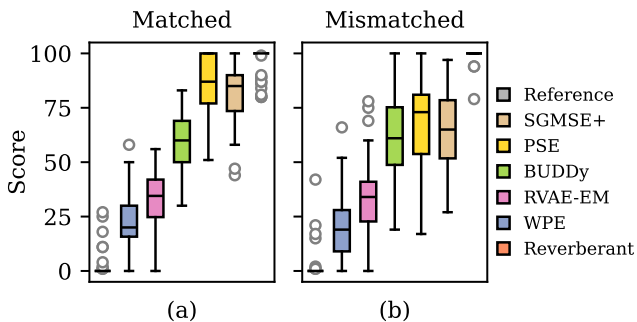 Matched
Mismatched
Score
100
75
50
25
0
Reference
SGMSE+
PSE
BUDDy
RVAE-EM
WPE
Reverberant
(a)
(b)